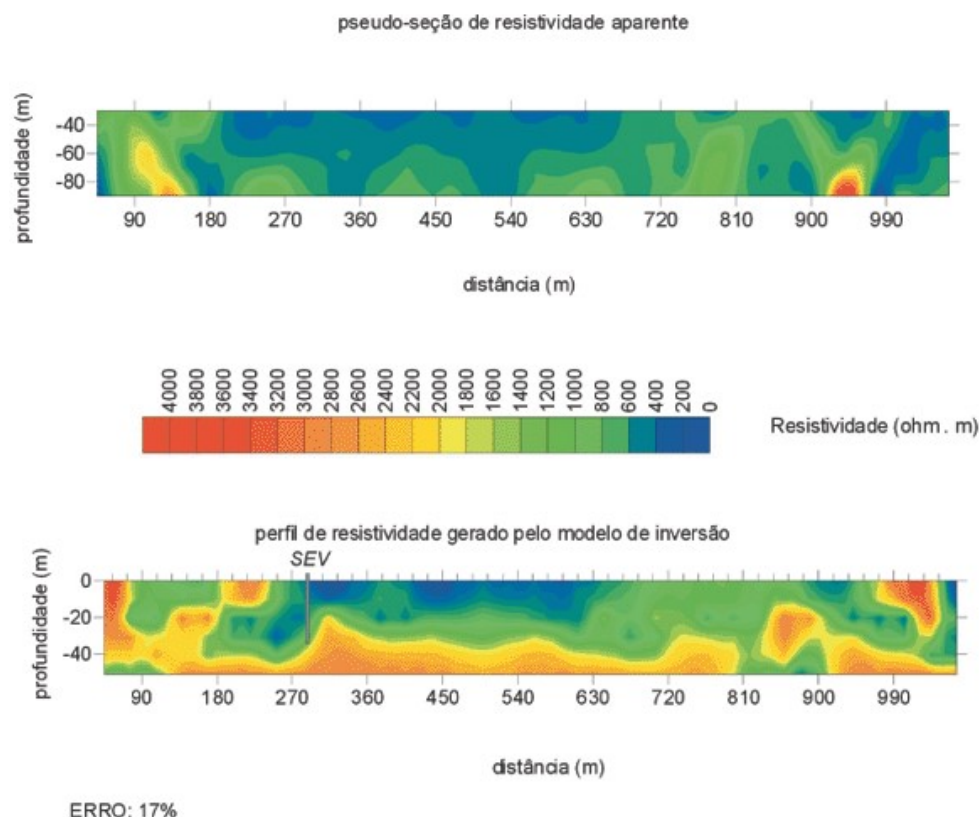 pseudo-seção de resistividade aparente
profundidade (m)
-40
-60
-80
90 180 270 360 450 540 630 720 810 900 990
distância (m)
4000 3800 3600 3400 3200 3000 2800 2600 2400 2200 2000 1800 1600 1400 1200 1000 800 600 400 200 0
Resistividade (ohm . m)
perfil de resistividade gerado pelo modelo de inversão
SEV
profundidade (m)
0
-20
-40
90 180 270 360 450 540 630 720 810 900 990
distância (m)
ERRO: 17%